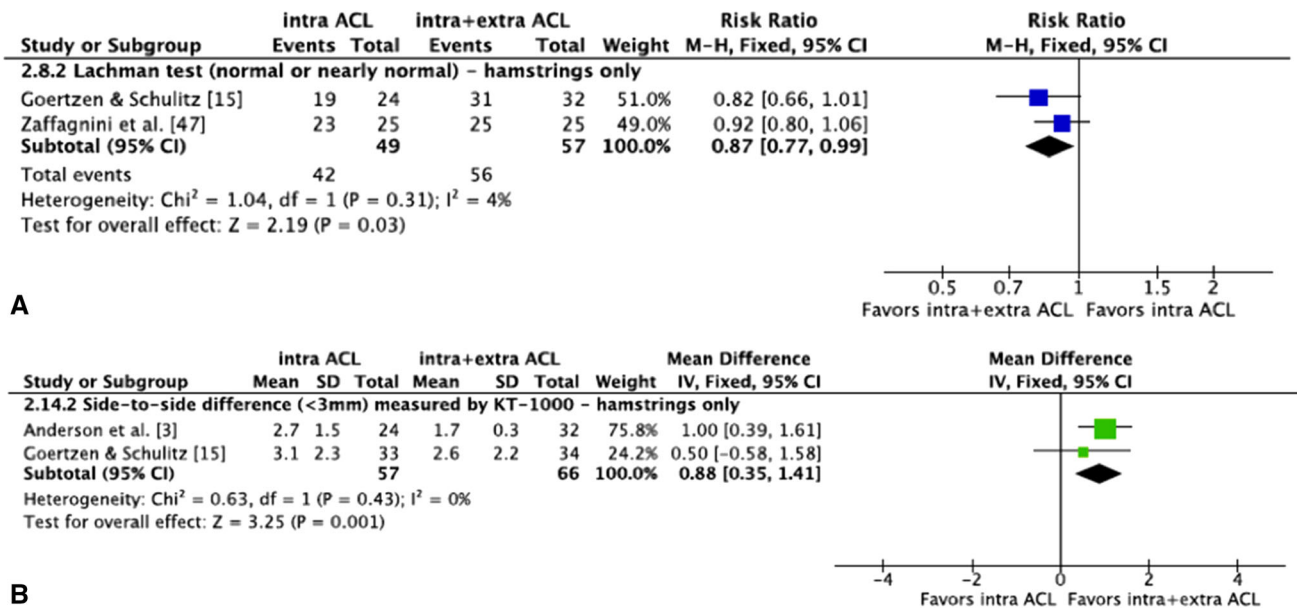 intra ACL intra+extra ACL Risk Ratio Risk Ratio
Study or Subgroup Events Total Events Total Weight M-H, Fixed, 95% CI M-H, Fixed, 95% CI
2.8.2 Lachman test (normal or nearly normal) - hamstrings only
Goertzen & Schulitz [15] 19 24 31 32 51.0% 0.82 [0.66, 1.01]
Zaffagnini et al. [47] 23 25 25 25 49.0% 0.92 [0.80, 1.06]
Subtotal (95% CI) 49 57 100.0% 0.87 [0.77, 0.99]
Total events 42 56
Heterogeneity: Chi² = 1.04, df = 1 (P = 0.31); I² = 4%
Test for overall effect: Z = 2.19 (P = 0.03)
0.5 0.7 1 1.5 2
Favors intra+extra ACL Favors intra ACL
A
intra ACL intra+extra ACL Mean Difference Mean Difference
Study or Subgroup Mean SD Total Mean SD Total Weight IV, Fixed, 95% CI IV, Fixed, 95% CI
2.14.2 Side-to-side difference (<3mm) measured by KT-1000 - hamstrings only
Anderson et al. [3] 2.7 1.5 24 1.7 0.3 32 75.8% 1.00 [0.39, 1.61]
Goertzen & Schulitz [15] 3.1 2.3 33 2.6 2.2 34 24.2% 0.50 [-0.58, 1.58]
Subtotal (95% CI) 57 66 100.0% 0.88 [0.35, 1.41]
Heterogeneity: Chi² = 0.63, df = 1 (P = 0.43); I² = 0%
Test for overall effect: Z = 3.25 (P = 0.001)
-4 -2 0 2 4
Favors intra ACL Favors intra+extra ACL
B